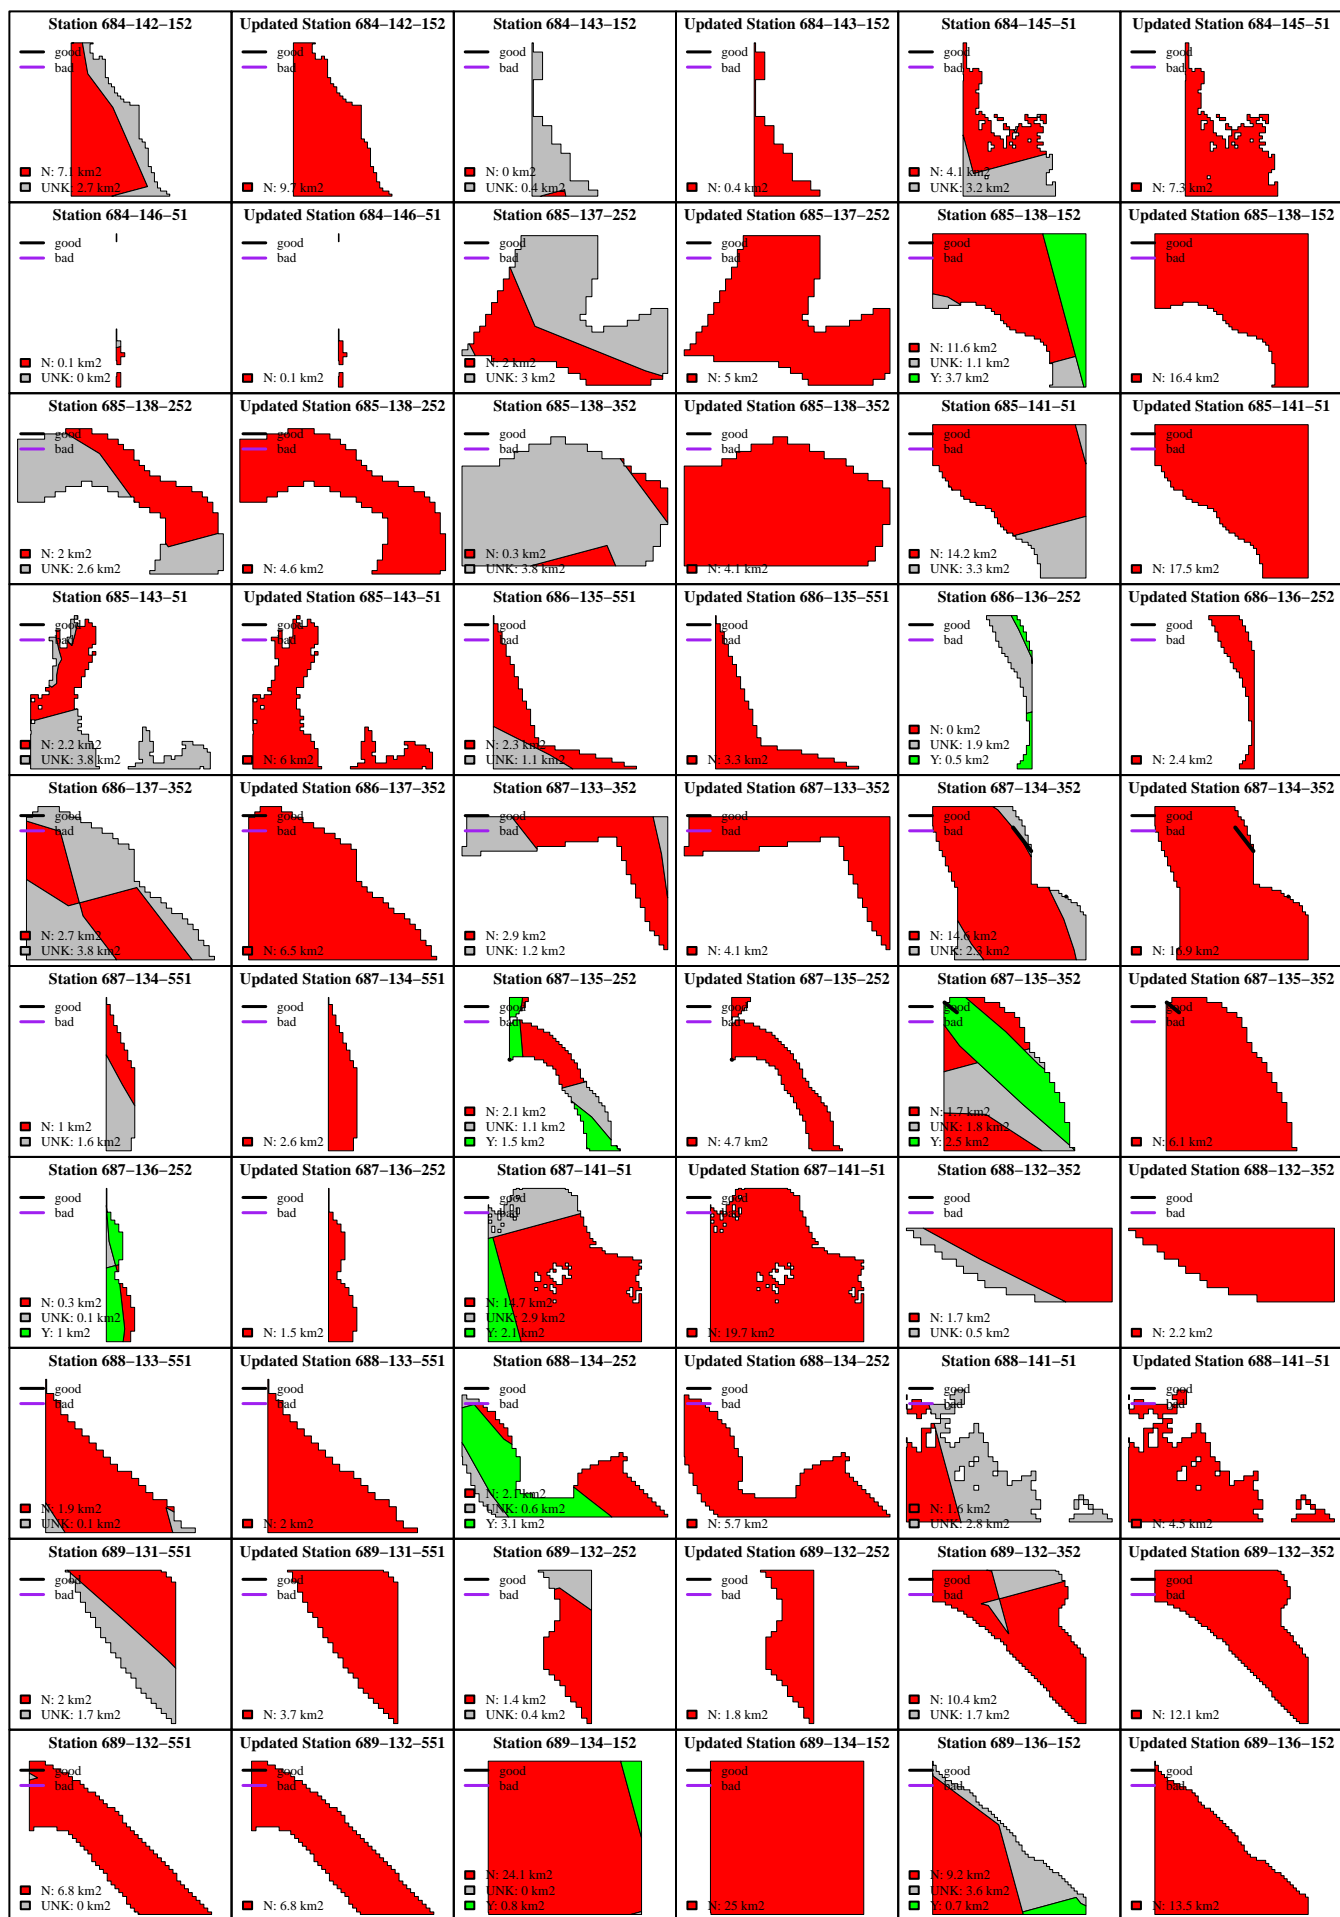 Station 684−142−152
good
bad
N: 7.1 km2
UNK: 2.7 km2
Updated Station 684−142−152
good
bad
N: 9.7 km2
Station 684−143−152
good
bad
N: 0 km2
UNK: 0.4 km2
Updated Station 684−143−152
good
bad
N: 0.4 km2
Station 684−145−51
good
bad
N: 4.1 km2
UNK: 3.2 km2
Updated Station 684−145−51
good
bad
N: 7.3 km2
Station 684−146−51
good
bad
N: 0.1 km2
UNK: 0 km2
Updated Station 684−146−51
good
bad
N: 0.1 km2
Station 685−137−252
good
bad
N: 2 km2
UNK: 3 km2
Updated Station 685−137−252
good
bad
N: 5 km2
Station 685−138−152
good
bad
N: 11.6 km2
UNK: 1.1 km2
Y: 3.7 km2
Updated Station 685−138−152
good
bad
N: 16.4 km2
Station 685−138−252
good
bad
N: 2 km2
UNK: 2.6 km2
Updated Station 685−138−252
good
bad
N: 4.6 km2
Station 685−138−352
good
bad
N: 0.3 km2
UNK: 3.8 km2
Updated Station 685−138−352
good
bad
N: 4.1 km2
Station 685−141−51
good
bad
N: 14.2 km2
UNK: 3.3 km2
Updated Station 685−141−51
good
bad
N: 17.5 km2
Station 685−143−51
good
bad
N: 2.2 km2
UNK: 3.8 km2
Updated Station 685−143−51
good
bad
N: 6 km2
Station 686−135−551
good
bad
N: 2.3 km2
UNK: 1.1 km2
Updated Station 686−135−551
good
bad
N: 3.3 km2
Station 686−136−252
good
bad
N: 0 km2
UNK: 1.9 km2
Y: 0.5 km2
Updated Station 686−136−252
good
bad
N: 2.4 km2
Station 686−137−352
good
bad
N: 2.7 km2
UNK: 3.8 km2
Updated Station 686−137−352
good
bad
N: 6.5 km2
Station 687−133−352
good
bad
N: 2.9 km2
UNK: 1.2 km2
Updated Station 687−133−352
good
bad
N: 4.1 km2
Station 687−134−352
good
bad
N: 14.6 km2
UNK: 2.3 km2
Updated Station 687−134−352
good
bad
N: 16.9 km2
Station 687−134−551
good
bad
N: 1 km2
UNK: 1.6 km2
Updated Station 687−134−551
good
bad
N: 2.6 km2
Station 687−135−252
good
bad
N: 2.1 km2
UNK: 1.1 km2
Y: 1.5 km2
Updated Station 687−135−252
good
bad
N: 4.7 km2
Station 687−135−352
good
bad
N: 1.7 km2
UNK: 1.8 km2
Y: 2.5 km2
Updated Station 687−135−352
good
bad
N: 6.1 km2
Station 687−136−252
good
bad
N: 0.3 km2
UNK: 0.1 km2
Y: 1 km2
Updated Station 687−136−252
good
bad
N: 1.5 km2
Station 687−141−51
good
bad
N: 14.7 km2
UNK: 2.9 km2
Y: 2.1 km2
Updated Station 687−141−51
good
bad
N: 19.7 km2
Station 688−132−352
good
bad
N: 1.7 km2
UNK: 0.5 km2
Updated Station 688−132−352
good
bad
N: 2.2 km2
Station 688−133−551
good
bad
N: 1.9 km2
UNK: 0.1 km2
Updated Station 688−133−551
good
bad
N: 2 km2
Station 688−134−252
good
bad
N: 2.1 km2
UNK: 0.6 km2
Y: 3.1 km2
Updated Station 688−134−252
good
bad
N: 5.7 km2
Station 688−141−51
good
bad
N: 1.6 km2
UNK: 2.8 km2
Updated Station 688−141−51
good
bad
N: 4.5 km2
Station 689−131−551
good
bad
N: 2 km2
UNK: 1.7 km2
Updated Station 689−131−551
good
bad
N: 3.7 km2
Station 689−132−252
good
bad
N: 1.4 km2
UNK: 0.4 km2
Updated Station 689−132−252
good
bad
N: 1.8 km2
Station 689−132−352
good
bad
N: 10.4 km2
UNK: 1.7 km2
Updated Station 689−132−352
good
bad
N: 12.1 km2
Station 689−132−551
good
bad
N: 6.8 km2
UNK: 0 km2
Updated Station 689−132−551
good
bad
N: 6.8 km2
Station 689−134−152
good
bad
N: 24.1 km2
UNK: 0 km2
Y: 0.8 km2
Updated Station 689−134−152
good
bad
N: 25 km2
Station 689−136−152
good
bad
N: 9.2 km2
UNK: 3.6 km2
Y: 0.7 km2
Updated Station 689−136−152
good
bad
N: 13.5 km2